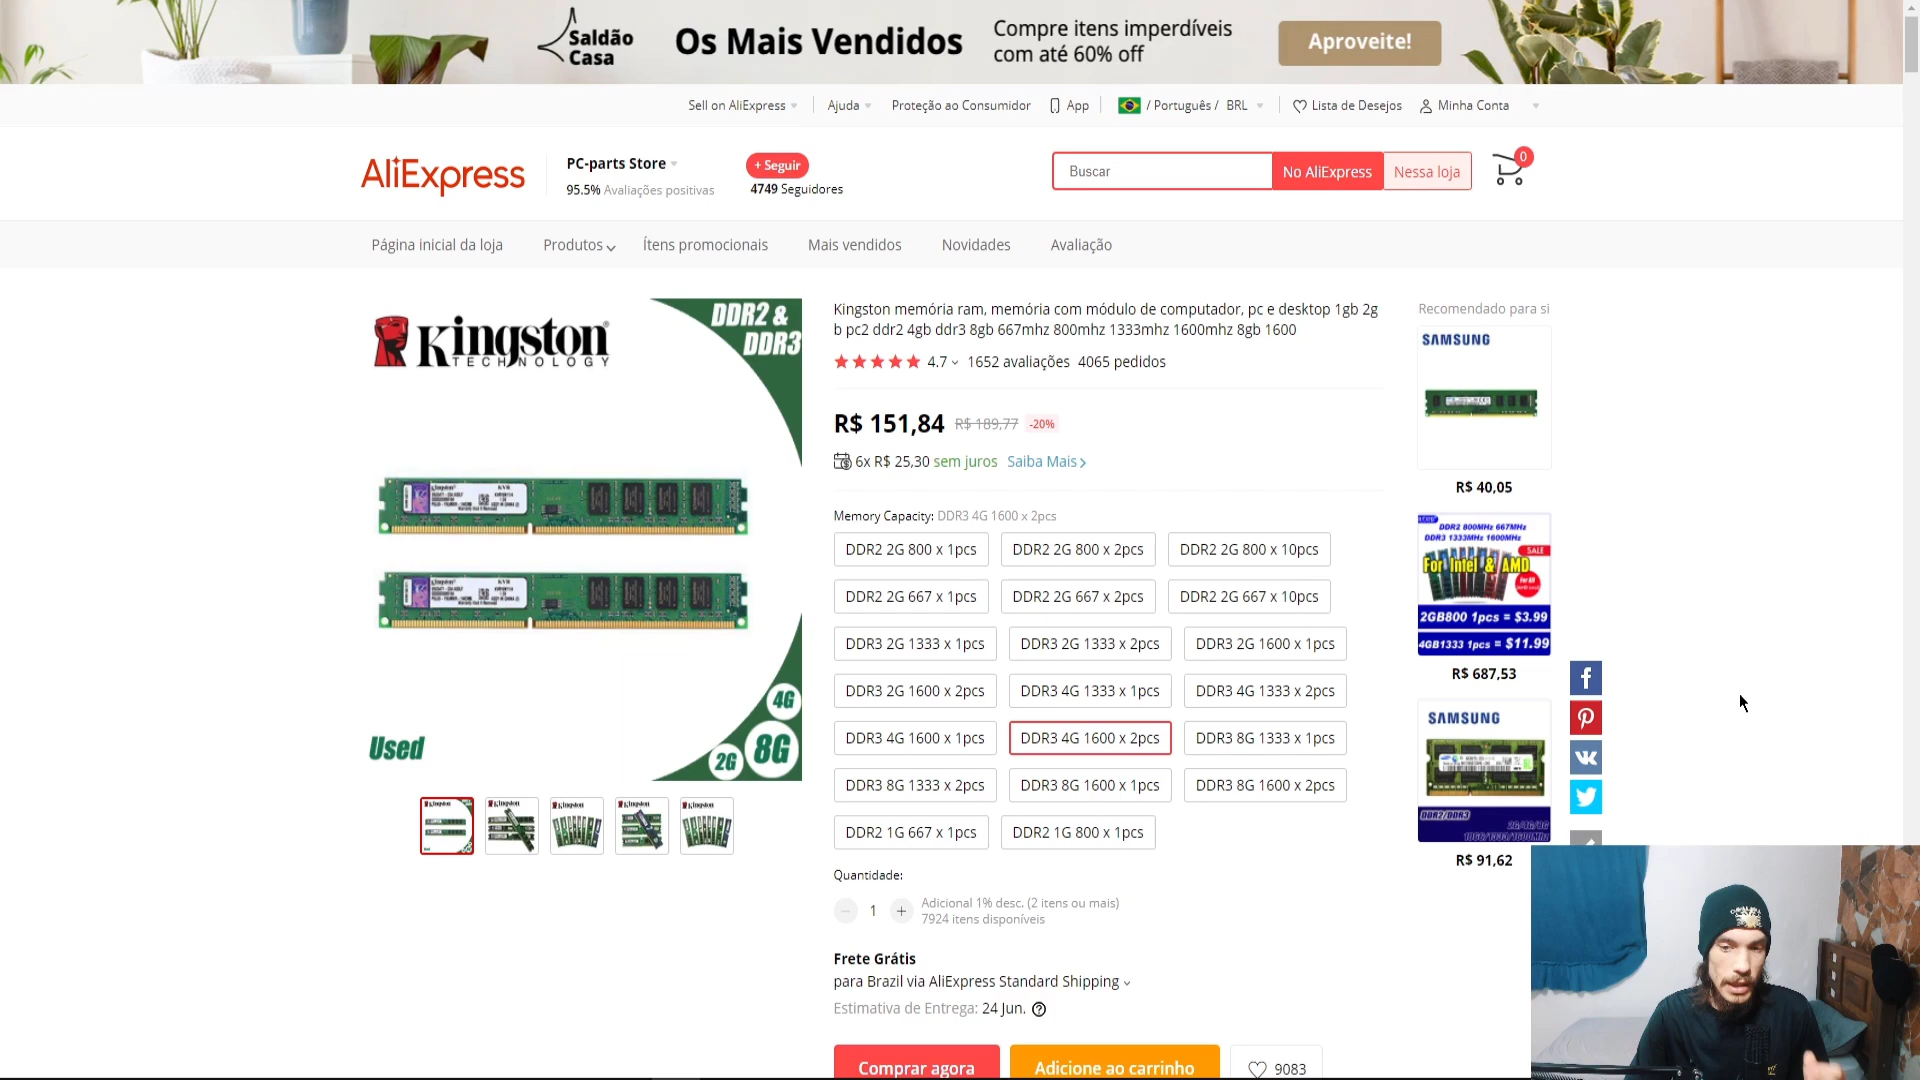 Saldão
Casa
Os Mais Vendidos
Compre itens imperdíveis
com até 60% off
Aproveite!
Sell on AliExpress
Ajuda
Proteção ao Consumidor
App
/ Português / BRL
Lista de Desejos
Minha Conta
AliExpress
PC-parts Store
95.5% Avaliações positivas
+ Seguir
4749 Seguidores
Buscar
No AliExpress
Nessa loja
0
Página inicial da loja
Produtos
Ítens promocionais
Mais vendidos
Novidades
Avaliação
Kingston
TECHNOLOGY
DDR2 &
DDR3
Used
4G
2G
8G
Kingston memória ram, memória com módulo de computador, pc e desktop 1gb 2g
b pc2 ddr2 4gb ddr3 8gb 667mhz 800mhz 1333mhz 1600mhz 8gb 1600
4.7 1652 avaliações 4065 pedidos
R$ 151,84 R$ 189,77 -20%
6x R$ 25,30 sem juros Saiba Mais
Memory Capacity: DDR3 4G 1600 x 2pcs
DDR2 2G 800 x 1pcs
DDR2 2G 800 x 2pcs
DDR2 2G 800 x 10pcs
DDR2 2G 667 x 1pcs
DDR2 2G 667 x 2pcs
DDR2 2G 667 x 10pcs
DDR3 2G 1333 x 1pcs
DDR3 2G 1333 x 2pcs
DDR3 2G 1600 x 1pcs
DDR3 2G 1600 x 2pcs
DDR3 4G 1333 x 1pcs
DDR3 4G 1333 x 2pcs
DDR3 4G 1600 x 1pcs
DDR3 4G 1600 x 2pcs
DDR3 8G 1333 x 1pcs
DDR3 8G 1333 x 2pcs
DDR3 8G 1600 x 1pcs
DDR3 8G 1600 x 2pcs
DDR2 1G 667 x 1pcs
DDR2 1G 800 x 1pcs
Quantidade:
1
Adicional 1% desc. (2 itens ou mais)
7924 itens disponíveis
Frete Grátis
para Brazil via AliExpress Standard Shipping
Estimativa de Entrega: 24 Jun.
Comprar agora
Adicione ao carrinho
9083
Recomendado para si
SAMSUNG
R$ 40,05
DDR2 800MHz 667MHz
DDR3 1333MHz 1600MHz
SALE
For Intel & AMD
2GB800 1pcs = $3.99
4GB1333 1pcs = $11.99
R$ 687,53
SAMSUNG
DDR2/DDR3
R$ 91,62